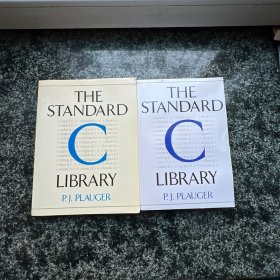 THE
STANDARD
C
LIBRARY
P.J. PLAUGER
THE
STANDARD
C
LIBRARY
P.J. PLAUGER